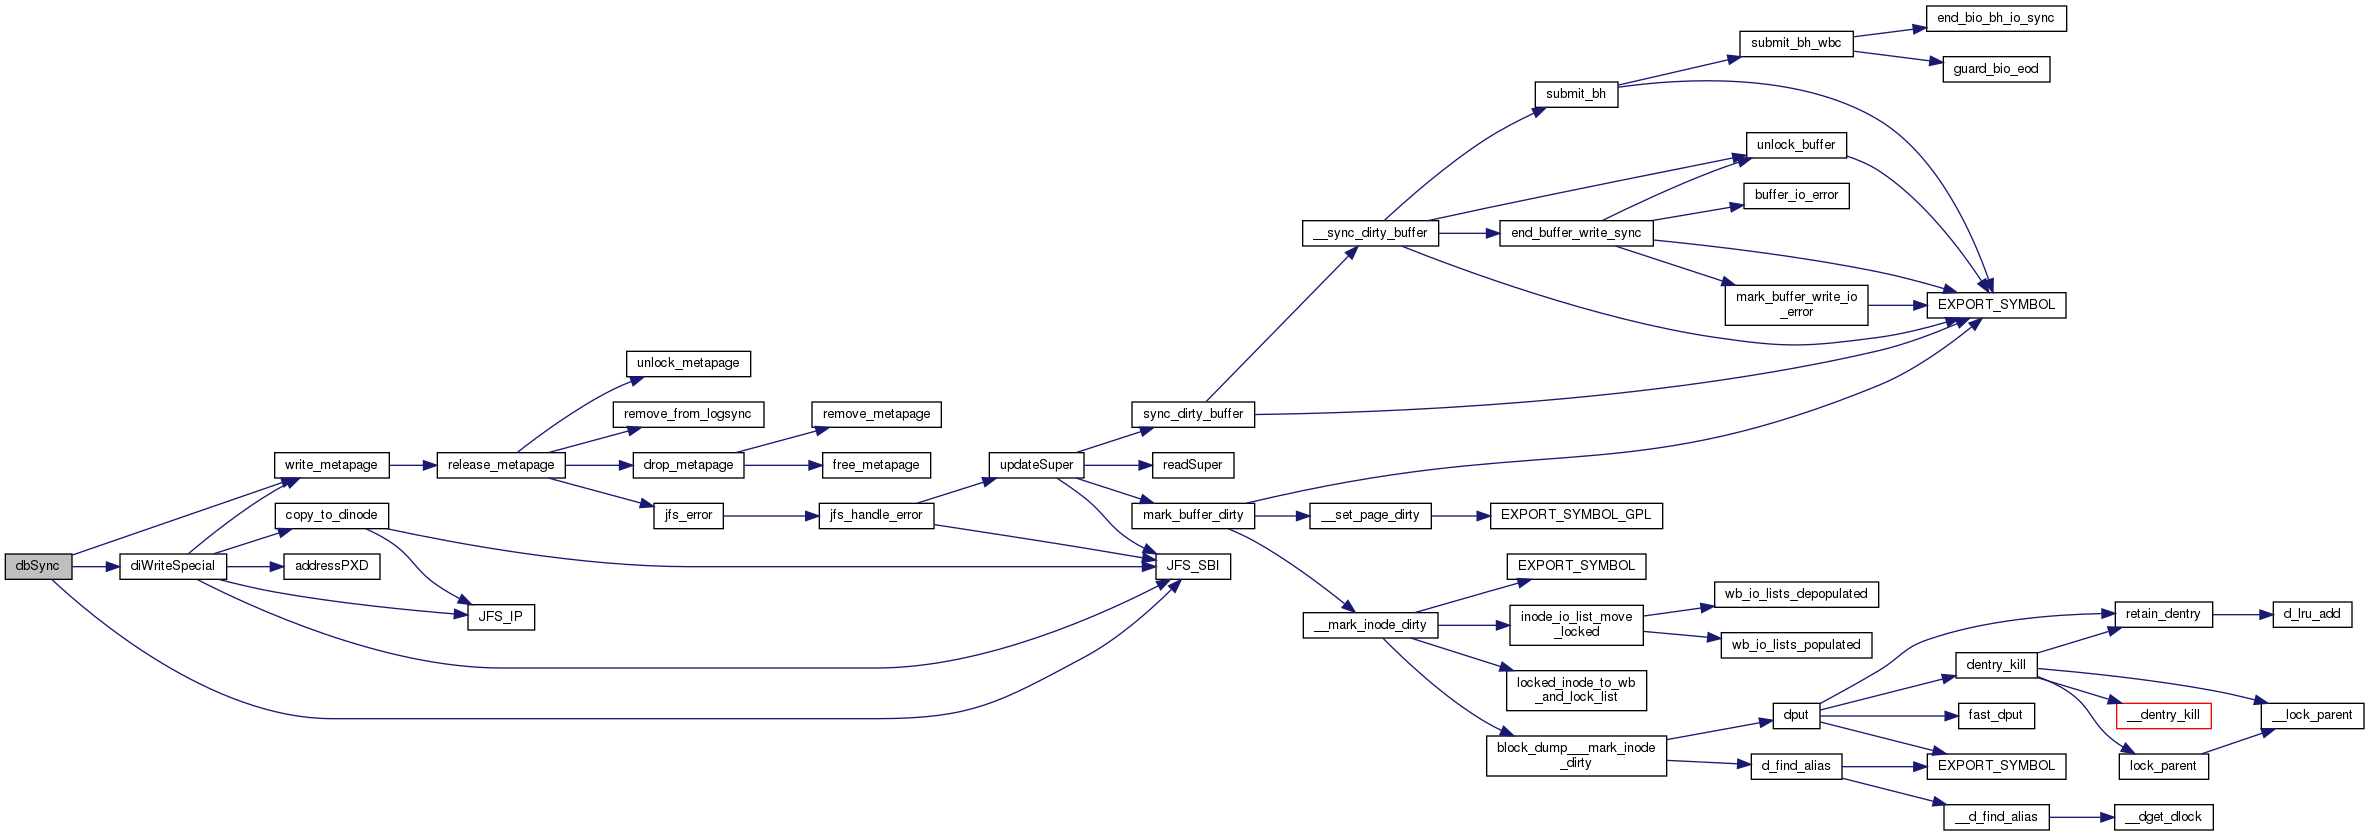 dbSync
write_metapage
copy_to_dinode
diWriteSpecial
addressPXD
JFS_IP
unlock_metapage
remove_from_logsync
release_metapage
drop_metapage
jfs_error
remove_metapage
free_metapage
jfs_handle_error
updateSuper
sync_dirty_buffer
readSuper
mark_buffer_dirty
JFS_SBI
__sync_dirty_buffer
__set_page_dirty
__mark_inode_dirty
submit_bh
end_buffer_write_sync
EXPORT_SYMBOL_GPL
EXPORT_SYMBOL
inode_io_list_move
_locked
locked_inode_to_wb
_and_lock_list
block_dump___mark_inode
_dirty
submit_bh_wbc
unlock_buffer
buffer_io_error
mark_buffer_write_io
_error
wb_io_lists_depopulated
wb_io_lists_populated
dput
d_find_alias
end_bio_bh_io_sync
guard_bio_eod
EXPORT_SYMBOL
dentry_kill
fast_dput
EXPORT_SYMBOL
__d_find_alias
retain_dentry
__dentry_kill
lock_parent
__dget_dlock
d_lru_add
__lock_parent